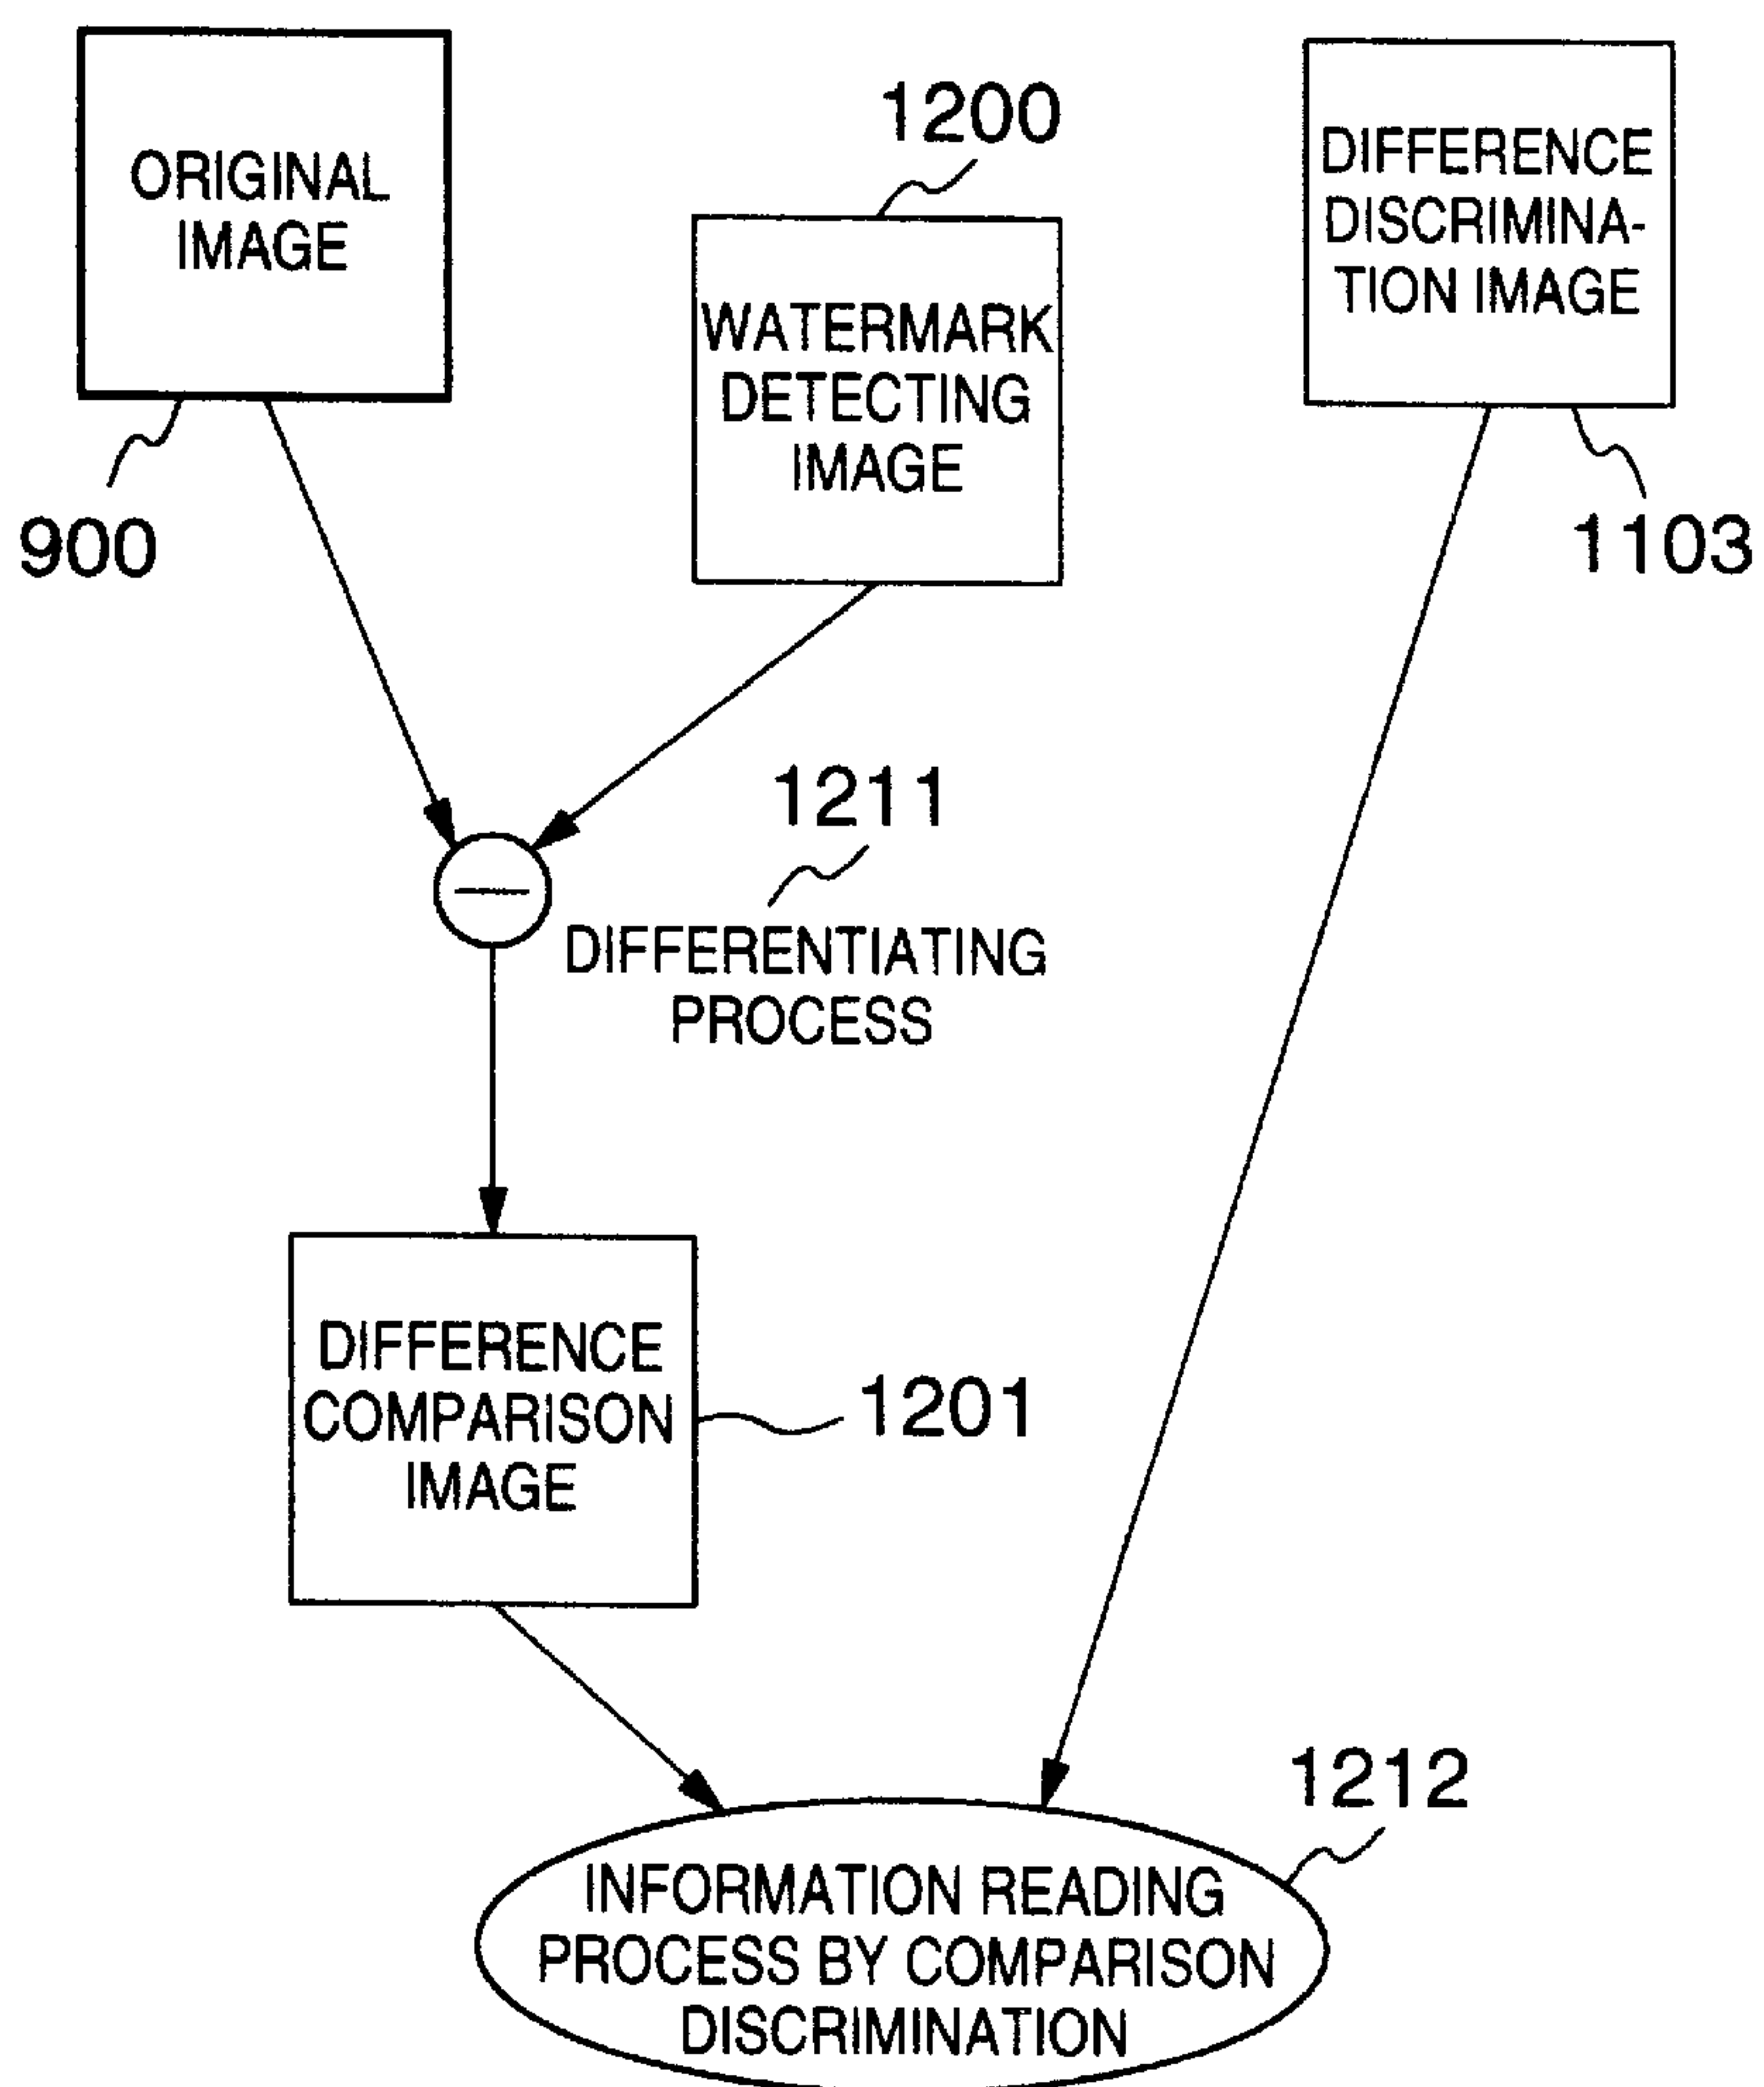 ORIGINAL
IMAGE
900
1200
WATERMARK
DETECTING
IMAGE
DIFFERENCE
DISCRIMINA-
TION IMAGE
1103
1211
DIFFERENTIATING
PROCESS
DIFFERENCE
COMPARISON
IMAGE
1201
1212
INFORMATION READING
PROCESS BY COMPARISON
DISCRIMINATION